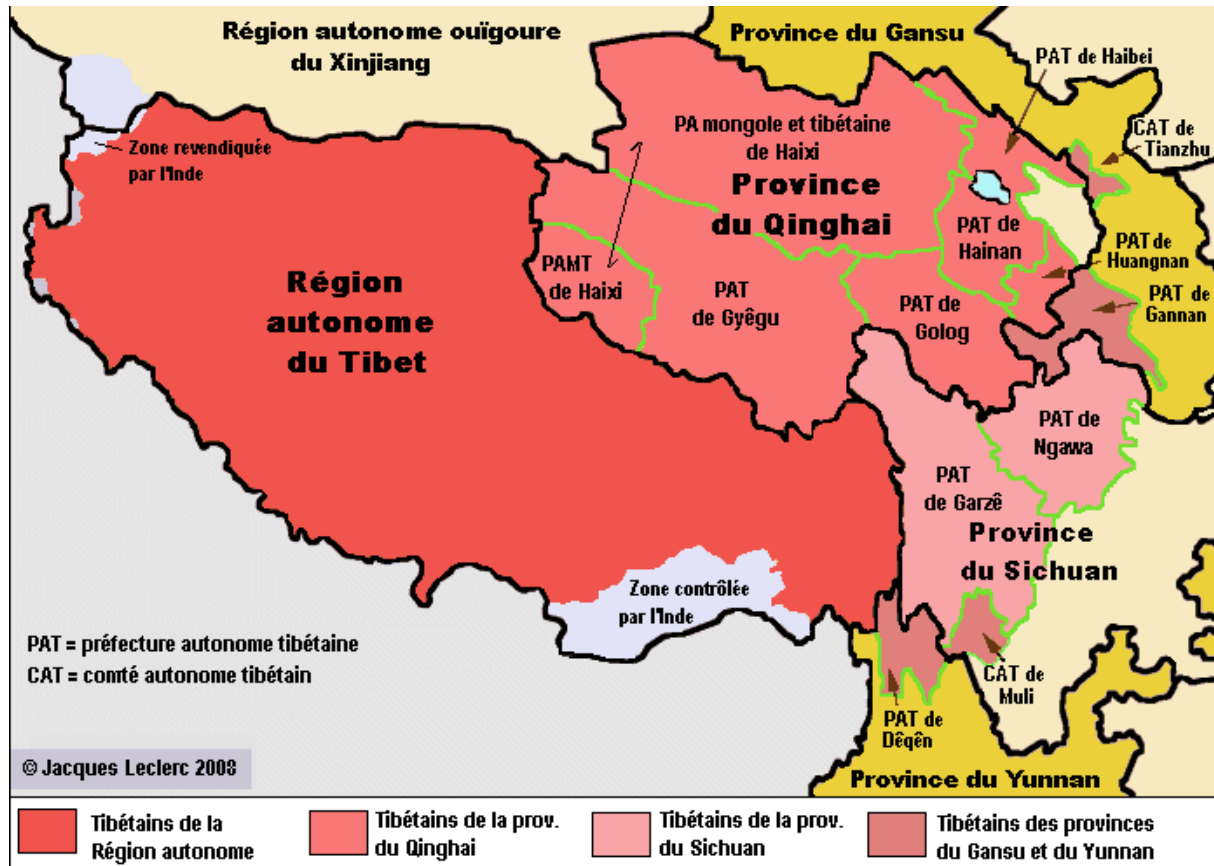 Région autonome ouïgoure
du Xinjiang
Province du Gansu
PAT de Haibei
CAT de
Tianzhu
Zone revendiquée
par l'Inde
PA mongole et tibétaine
de Haixi
Province
du Qinghai
PAT de
Hainan
PAT de
Huangnan
PAT de
Gannan
PAMT
de Haixi
PAT
de Gyêgu
PAT de
Golog
Région
autonome
du Tibet
PAT de
Ngawa
PAT
de Garzê
Province
du Sichuan
Zone contrôlée
par l'Inde
PAT = préfecture autonome tibétaine
CAT = comté autonome tibétain
CAT de
Muli
PAT de
Dêqên
© Jacques Leclerc 2008
Province du Yunnan
Tibétains de la
Région autonome
Tibétains de la prov.
du Qinghai
Tibétains de la prov.
du Sichuan
Tibétains des provinces
du Gansu et du Yunnan